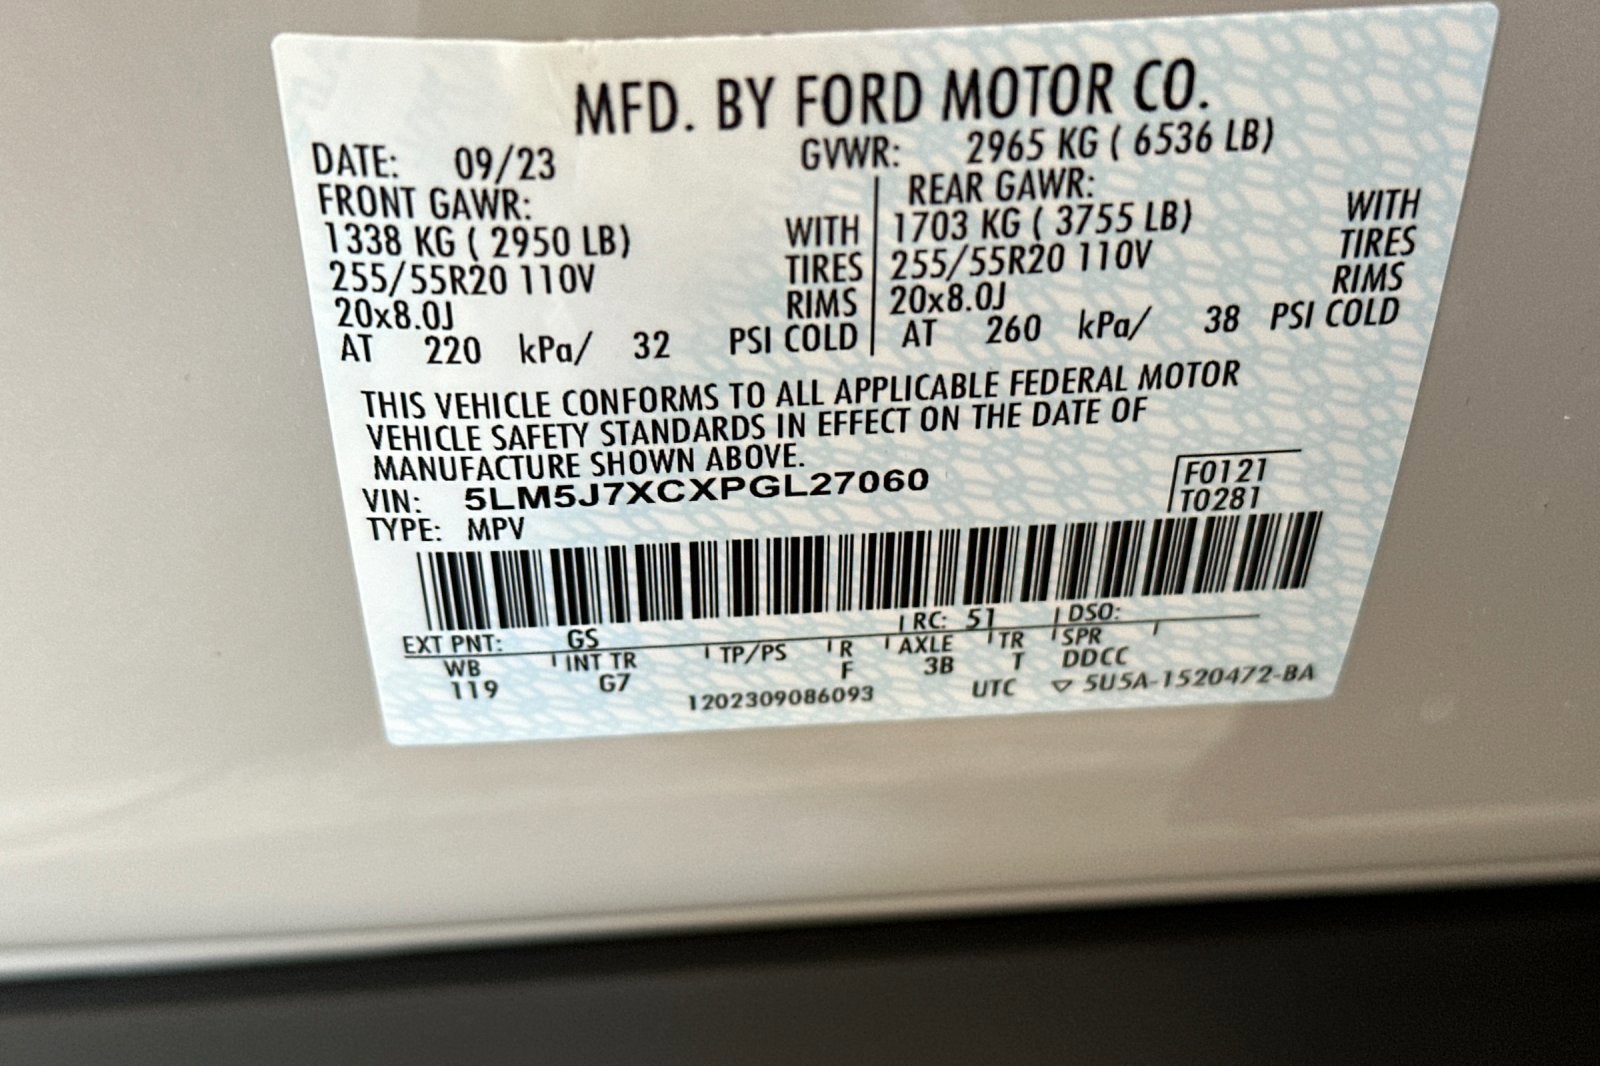 MFD. BY FORD MOTOR CO.
DATE: 09/23 GVWR: 2965 KG ( 6536 LB)
FRONT GAWR: REAR GAWR:
1338 KG ( 2950 LB) WITH 1703 KG ( 3755 LB) WITH
255/55R20 110V TIRES 255/55R20 110V TIRES
20x8.0J RIMS 20x8.0J RIMS
AT 220 kPa/ 32 PSI COLD AT 260 kPa/ 38 PSI COLD
THIS VEHICLE CONFORMS TO ALL APPLICABLE FEDERAL MOTOR
VEHICLE SAFETY STANDARDS IN EFFECT ON THE DATE OF
MANUFACTURE SHOWN ABOVE.
VIN: 5LM5J7XCXPGL27060 F0121
TYPE: MPV T0281
EXT PNT: GS RC: 51 DSO:
WB INT TR TP/PS R AXLE TR SPR
119 G7 F 3B T DDCC
1202309086093 UTC ▽ 5U5A-1520472-BA